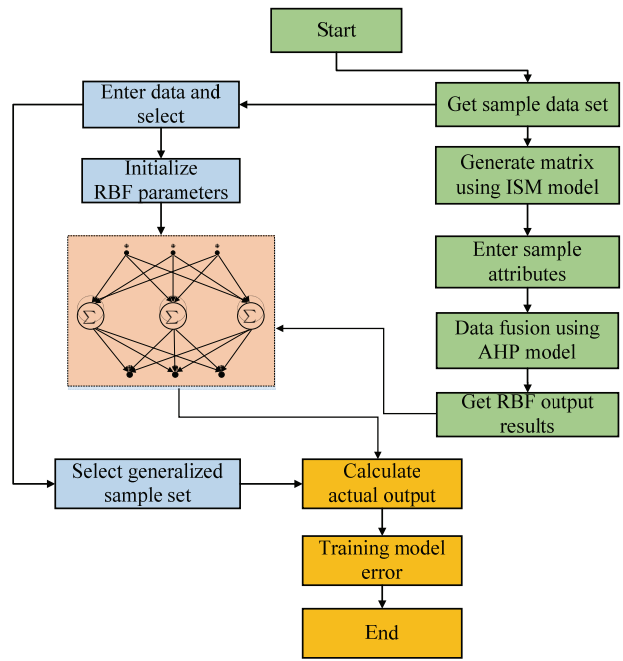 Start
Enter data and
select
Get sample data set
Initialize
RBF parameters
Generate matrix
using ISM model
Enter sample
attributes
Σ Σ Σ
Data fusion using
AHP model
Get RBF output
results
Select generalized
sample set
Calculate
actual output
Training model
error
End